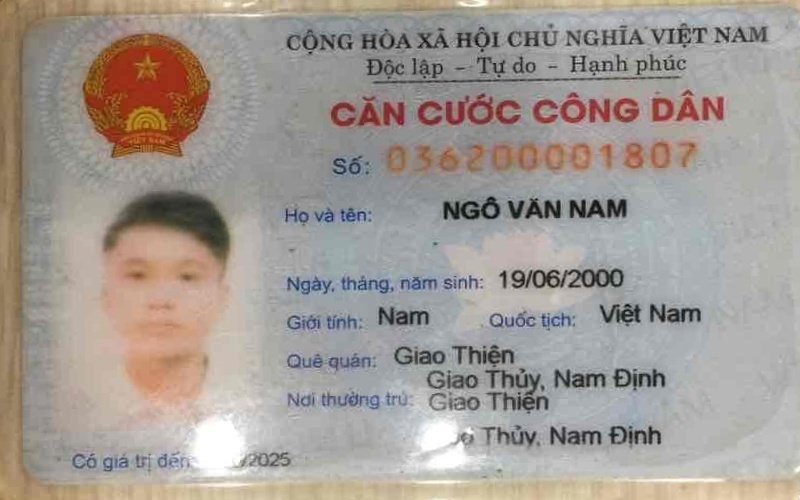 CỘNG HÒA XÃ HỘI CHỦ NGHĨA VIỆT NAM
Độc lập - Tự do - Hạnh phúc
CĂN CƯỚC CÔNG DÂN
Số: 036200001807
Họ và tên: NGÔ VĂN NAM
Ngày, tháng, năm sinh: 19/06/2000
Giới tính: Nam Quốc tịch: Việt Nam
Quê quán: Giao Thiện
Giao Thủy, Nam Định
Nơi thường trú: Giao Thiện
Thủy, Nam Định
Có giá trị đến: /2025